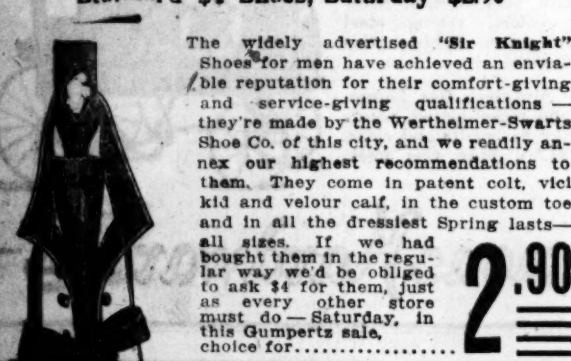 $4 Shoes, Saturday $2.90
The widely advertised "Sir Knight"
Shoes for men have achieved an envia-
ble reputation for their comfort-giving
and service-giving qualifications —
they're made by the Wertheimer-Swarts
Shoe Co. of this city, and we readily an-
nex our highest recommendations to
them. They come in patent colt, vici
kid and velour calf, in the custom toe
and in all the dressiest Spring lasts—
all sizes. If we had
bought them in the regu-
lar way we'd be obliged
to ask $4 for them, just
as every other store
must do — Saturday, in
this Gumpertz sale,
choice for..................
2.90